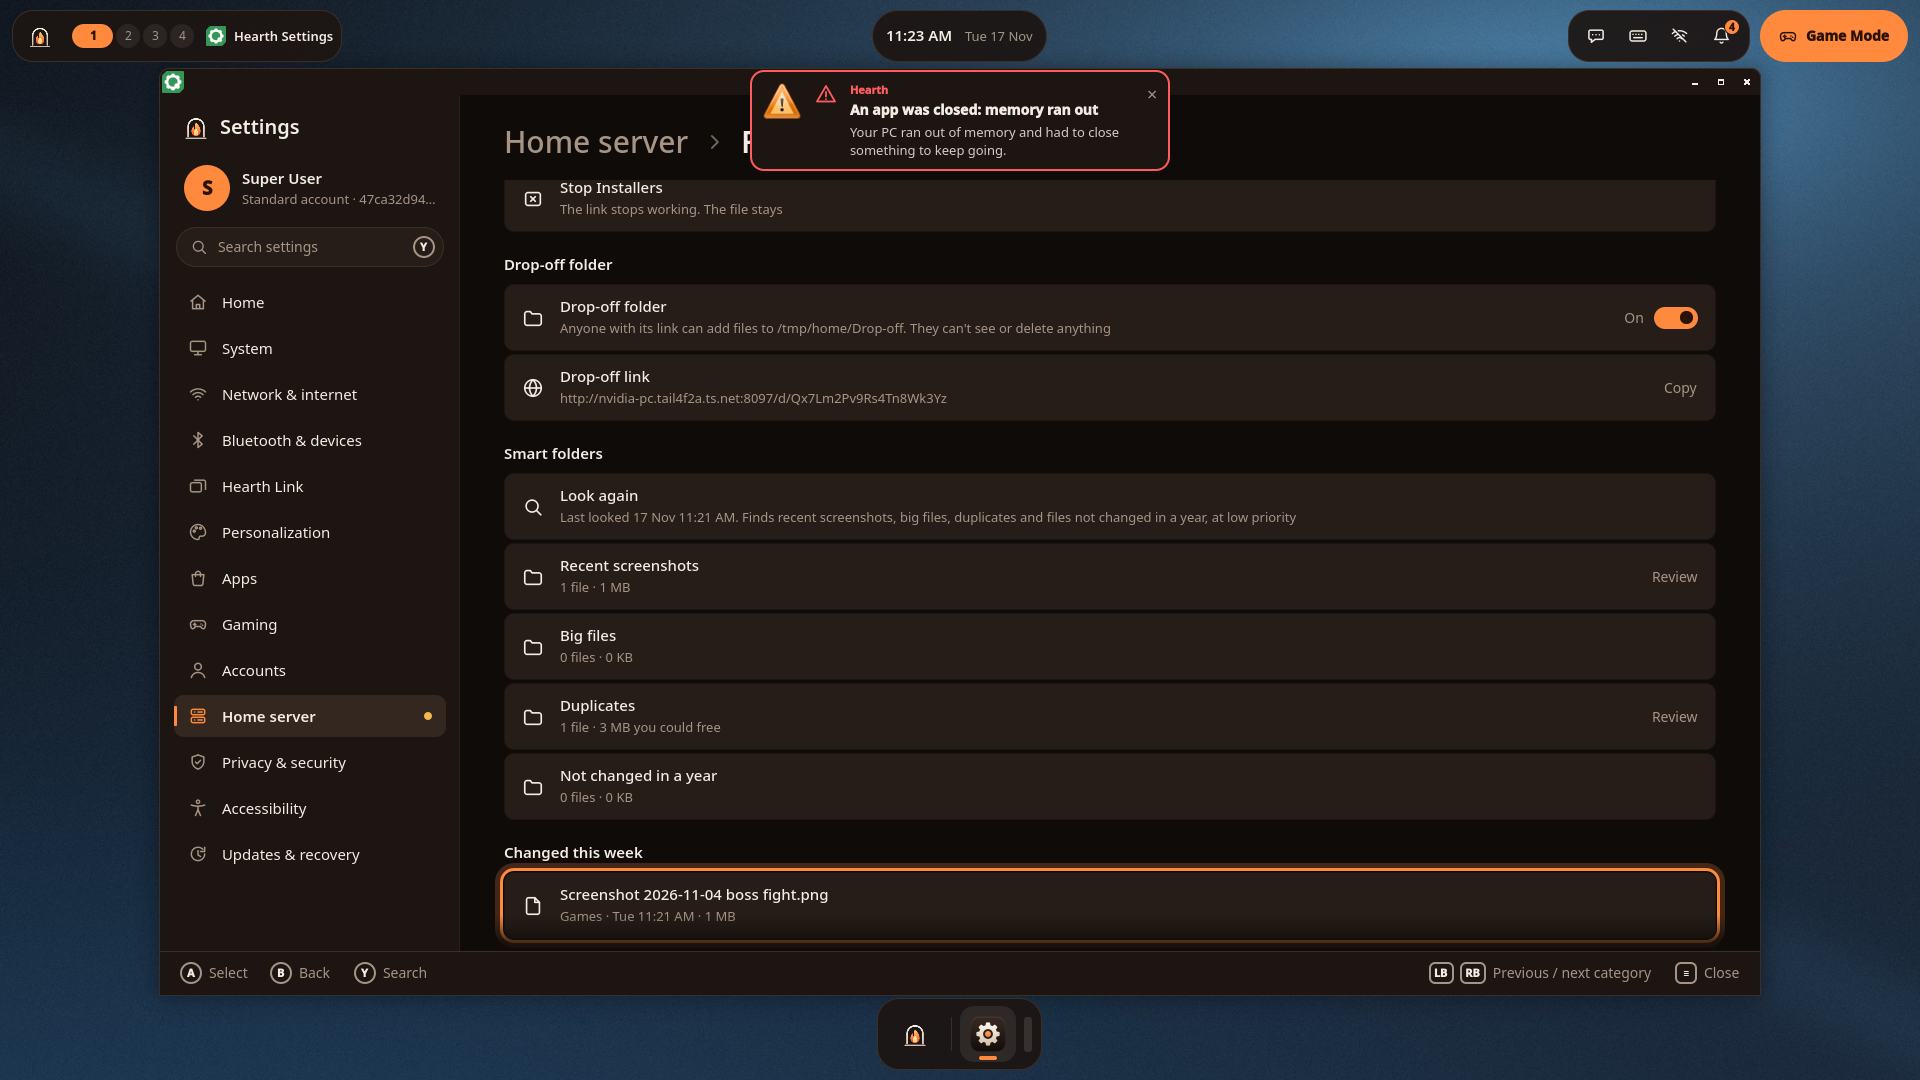 1 2 3 4 Hearth Settings
11:23 AM Tue 17 Nov
4
Game Mode
Hearth
An app was closed: memory ran out
Your PC ran out of memory and had to close
something to keep going.
Settings
S
Super User
Standard account · 47ca32d94...
Search settings Y
Home
System
Network & internet
Bluetooth & devices
Hearth Link
Personalization
Apps
Gaming
Accounts
Home server
Privacy & security
Accessibility
Updates & recovery
Home server
Stop Installers
The link stops working. The file stays
Drop-off folder
Drop-off folder
Anyone with its link can add files to /tmp/home/Drop-off. They can't see or delete anything
On
Drop-off link
http://nvidia-pc.tail4f2a.ts.net:8097/d/Qx7Lm2Pv9Rs4Tn8Wk3Yz
Copy
Smart folders
Look again
Last looked 17 Nov 11:21 AM. Finds recent screenshots, big files, duplicates and files not changed in a year, at low priority
Recent screenshots
1 file · 1 MB
Review
Big files
0 files · 0 KB
Duplicates
1 file · 3 MB you could free
Review
Not changed in a year
0 files · 0 KB
Changed this week
Screenshot 2026-11-04 boss fight.png
Games · Tue 11:21 AM · 1 MB
A Select B Back Y Search
LB RB Previous / next category Close